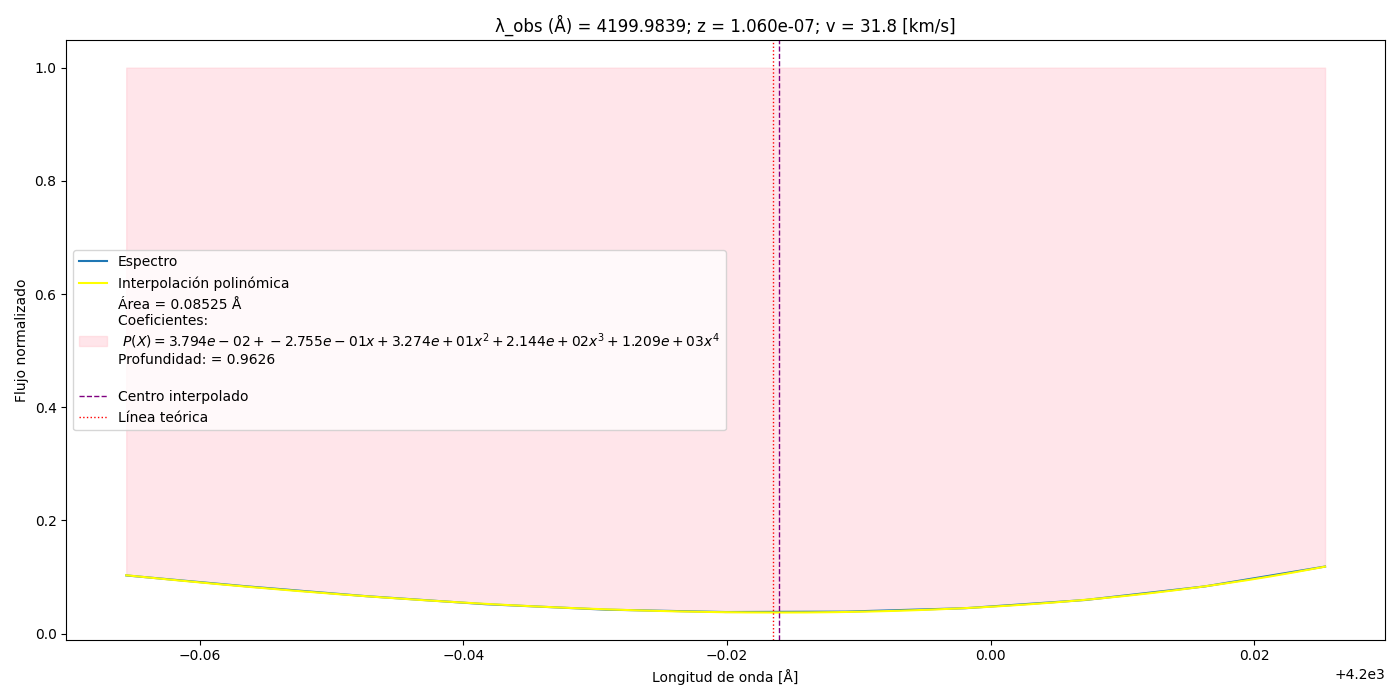 λ_obs (Å) = 4199.9839; z = 1.060e-07; v = 31.8 [km/s]
Flujo normalizado
1.0
0.8
0.6
0.4
0.2
0.0
Espectro
Interpolación polinómica
Área = 0.08525 Å
Coeficientes:
P(X) = 3.794e − 02 + −2.755e − 01x + 3.274e + 01x² + 2.144e + 02x³ + 1.209e + 03x⁴
Profundidad: = 0.9626
Centro interpolado
Línea teórica
−0.06 −0.04 −0.02 0.00 0.02
+4.2e3
Longitud de onda [Å]